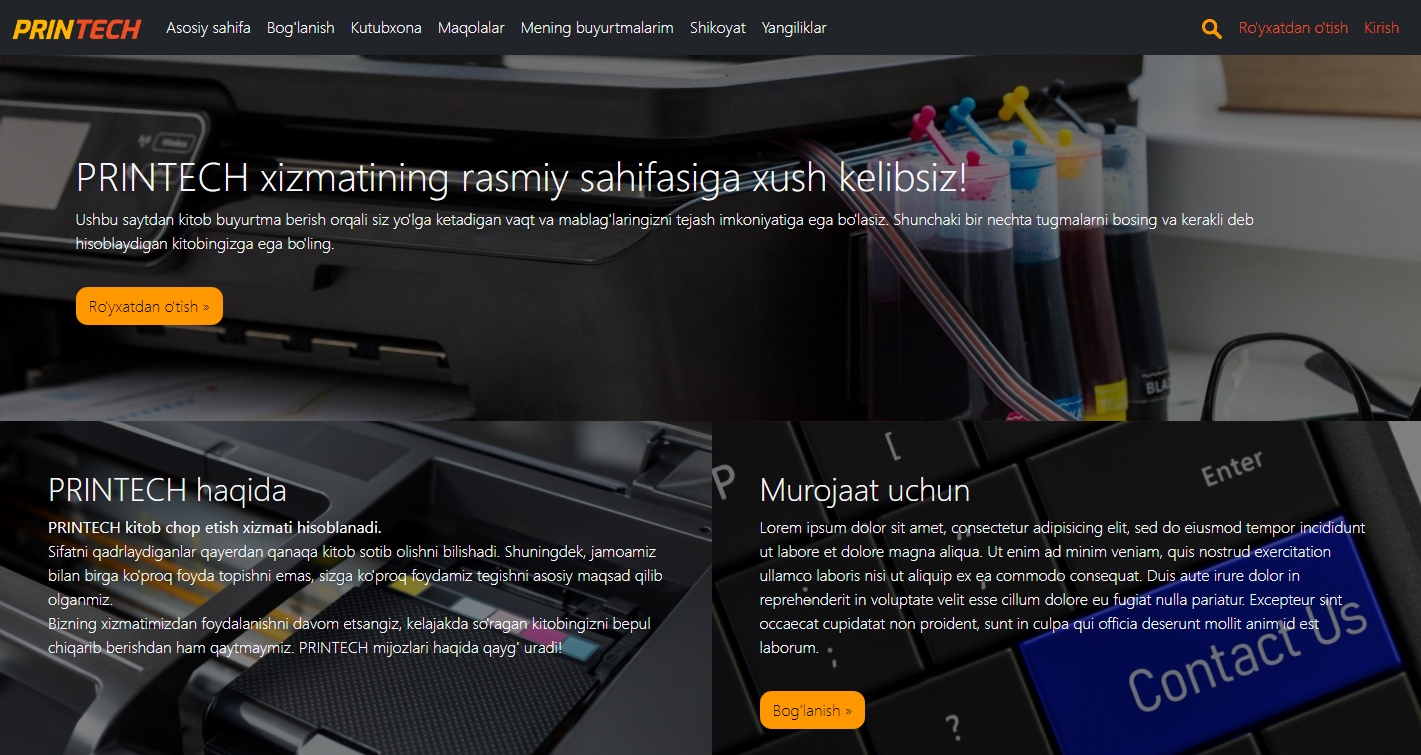 PRINTECH Asosiy sahifa Bog'lanish Kutubxona Maqolalar Mening buyurtmalarim Shikoyat Yangiliklar Ro'yxatdan o'tish Kirish
Wireless
PRINTECH xizmatining rasmiy sahifasiga xush kelibsiz!
Ushbu saytdan kitob buyurtma berish orqali siz yo'lga ketadigan vaqt va mablag'laringizni tejash imkoniyatiga ega bo'lasiz. Shunchaki bir nechta tugmalarni bosing va kerakli deb
hisoblaydigan kitobingizga ega bo'ling.
Ro'yxatdan o'tish »
PRINTECH haqida
PRINTECH kitob chop etish xizmati hisoblanadi.
Sifatni qadrlaydiganlar qayerdan qanaqa kitob sotib olishni bilishadi. Shuningdek, jamoamiz
bilan birga ko'proq foyda topishni emas, sizga ko'proq foydamiz tegishni asosiy maqsad qilib
olganmiz.
Bizning xizmatimizdan foydalanishni davom etsangiz, kelajakda so'ragan kitobingizni bepul
chiqarib berishdan ham qaytmaymiz. PRINTECH mijozlari haqida qayg' uradi!
P [ Enter
Murojaat uchun
Lorem ipsum dolor sit amet, consectetur adipisicing elit, sed do eiusmod tempor incididunt
ut labore et dolore magna aliqua. Ut enim ad minim veniam, quis nostrud exercitation
ullamco laboris nisi ut aliquip ex ea commodo consequat. Duis aute irure dolor in
reprehenderit in voluptate velit esse cillum dolore eu fugiat nulla pariatur. Excepteur sint
occaecat cupidatat non proident, sunt in culpa qui officia deserunt mollit anim id est
laborum.
Contact Us
Bog'lanish »
?